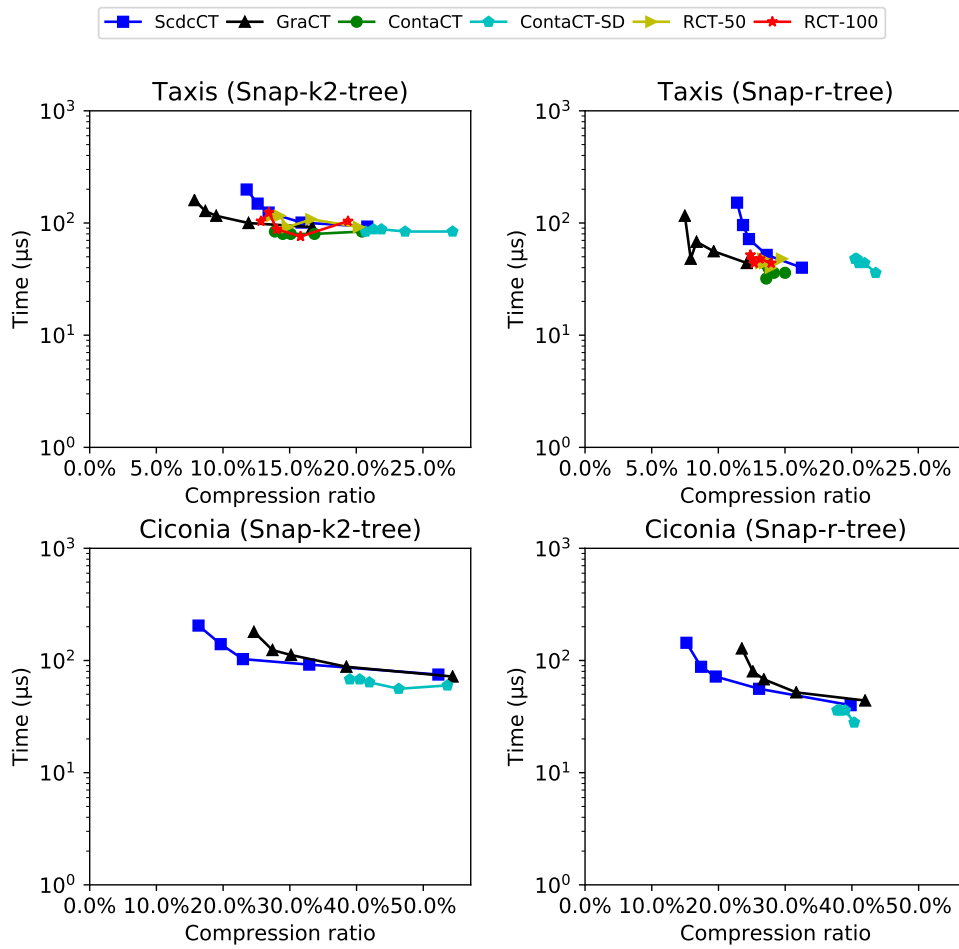 ScdcCT GraCT ContaCT ContaCT-SD RCT-50 RCT-100
Taxis (Snap-k2-tree)
10³
10²
10¹
10⁰
Time (μs)
0.0% 5.0% 10.0% 15.0% 20.0% 25.0%
Compression ratio
Taxis (Snap-r-tree)
10³
10²
10¹
10⁰
Time (μs)
0.0% 5.0% 10.0% 15.0% 20.0% 25.0%
Compression ratio
Ciconia (Snap-k2-tree)
10³
10²
10¹
10⁰
Time (μs)
0.0% 10.0% 20.0% 30.0% 40.0% 50.0%
Compression ratio
Ciconia (Snap-r-tree)
10³
10²
10¹
10⁰
Time (μs)
0.0% 10.0% 20.0% 30.0% 40.0% 50.0%
Compression ratio